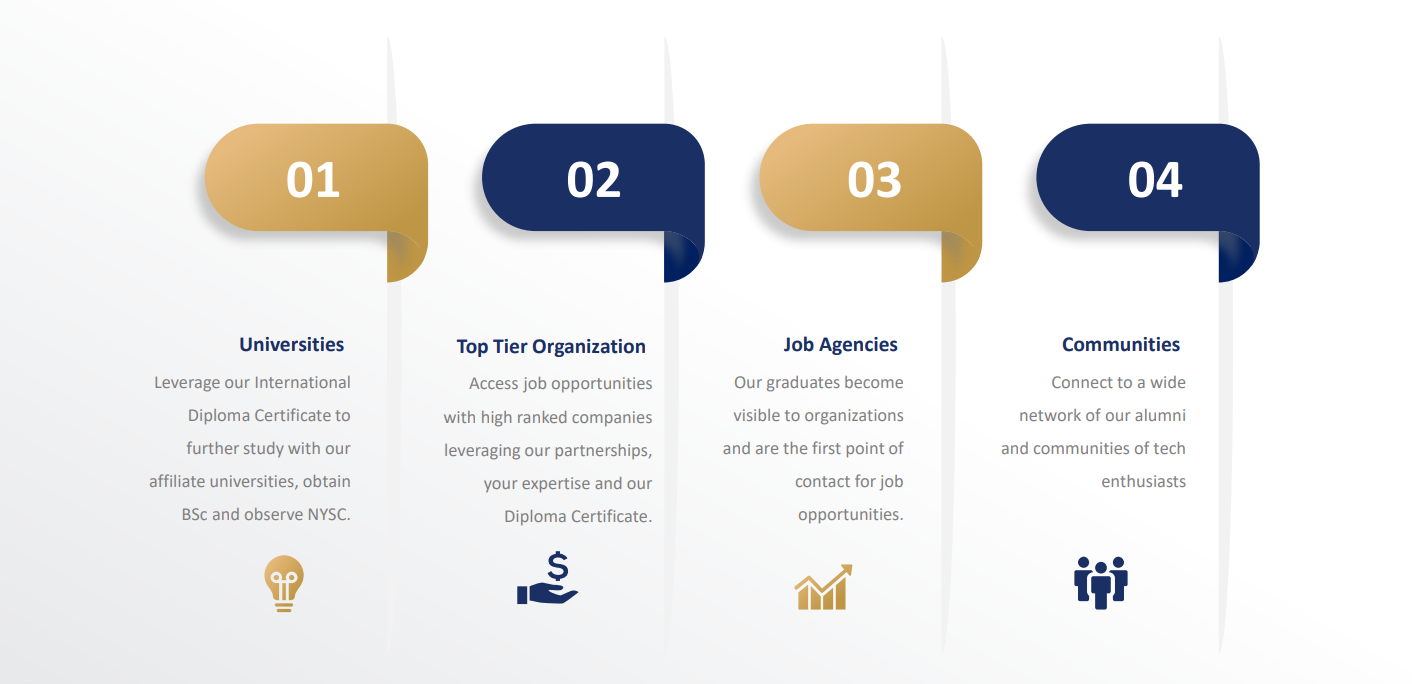 01
Universities
Leverage our International
Diploma Certificate to
further study with our
affiliate universities, obtain
BSc and observe NYSC.
02
Top Tier Organization
Access job opportunities
with high ranked companies
leveraging our partnerships,
your expertise and our
Diploma Certificate.
$
03
Job Agencies
Our graduates become
visible to organizations
and are the first point of
contact for job
opportunities.
04
Communities
Connect to a wide
network of our alumni
and communities of tech
enthusiasts